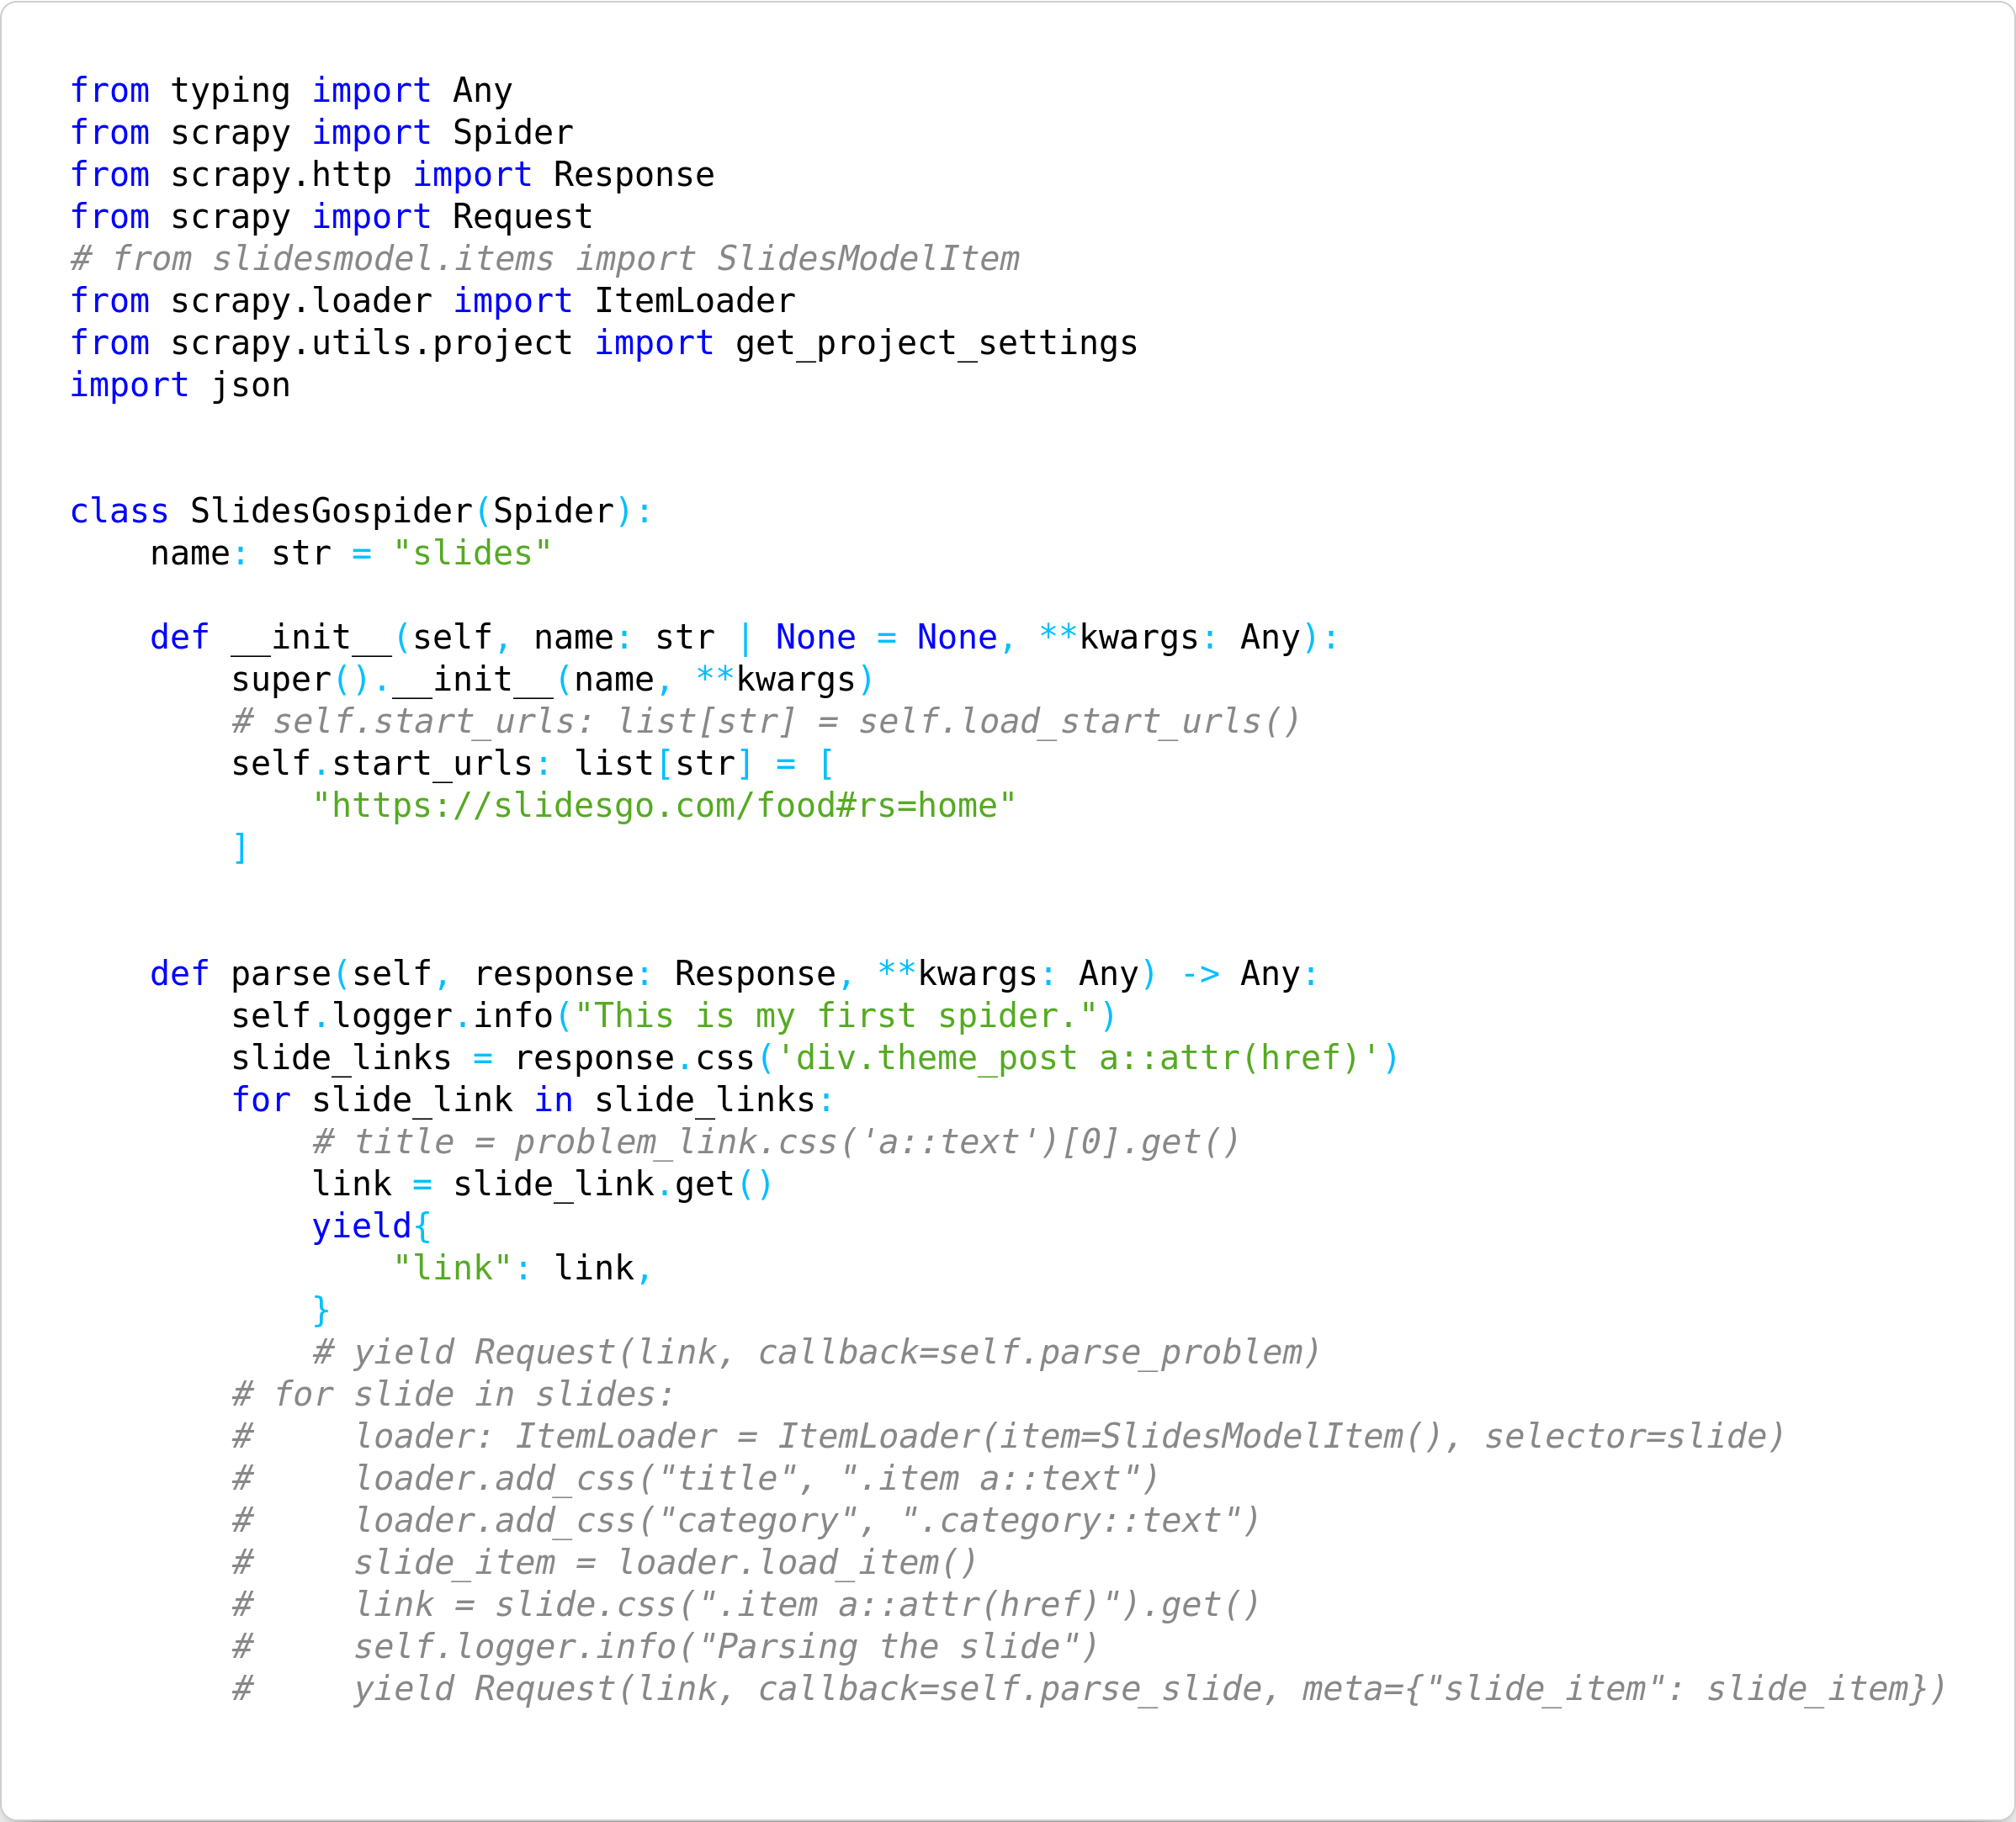 from typing import Any
from scrapy import Spider
from scrapy.http import Response
from scrapy import Request
# from slidesmodel.items import SlidesModelItem
from scrapy.loader import ItemLoader
from scrapy.utils.project import get_project_settings
import json


class SlidesGospider(Spider):
    name: str = "slides"

    def __init__(self, name: str | None = None, **kwargs: Any):
        super().__init__(name, **kwargs)
        # self.start_urls: list[str] = self.load_start_urls()
        self.start_urls: list[str] = [
            "https://slidesgo.com/food#rs=home"
        ]


    def parse(self, response: Response, **kwargs: Any) -> Any:
        self.logger.info("This is my first spider.")
        slide_links = response.css('div.theme_post a::attr(href)')
        for slide_link in slide_links:
            # title = problem_link.css('a::text')[0].get()
            link = slide_link.get()
            yield{
                "link": link,
            }
            # yield Request(link, callback=self.parse_problem)
        # for slide in slides:
        #     loader: ItemLoader = ItemLoader(item=SlidesModelItem(), selector=slide)
        #     loader.add_css("title", ".item a::text")
        #     loader.add_css("category", ".category::text")
        #     slide_item = loader.load_item()
        #     link = slide.css(".item a::attr(href)").get()
        #     self.logger.info("Parsing the slide")
        #     yield Request(link, callback=self.parse_slide, meta={"slide_item": slide_item})